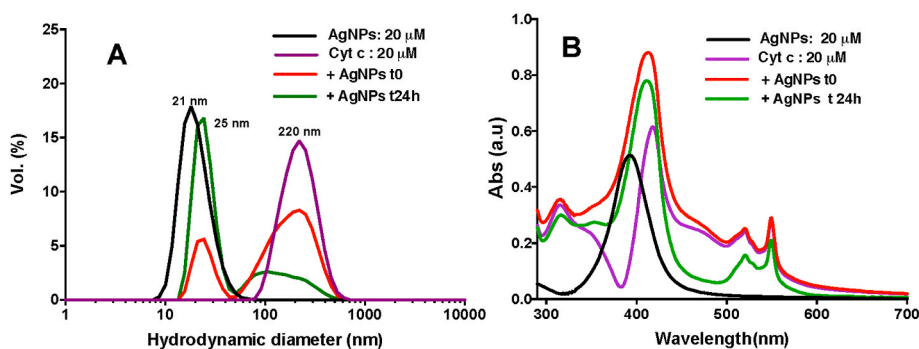 A
AgNPs: 20 μM
Cyt c : 20 μM
+ AgNPs t0
+ AgNPs t24h
21 nm
25 nm
220 nm
25
20
15
10
5
0
Vol. (%)
1
10
100
1000
10000
Hydrodynamic diameter (nm)
B
AgNPs: 20 μM
Cyt c : 20 μM
+ AgNPs t0
+ AgNPs t 24h
1.0
0.8
0.6
0.4
0.2
0.0
Abs (a.u)
300
400
500
600
700
Wavelength(nm)